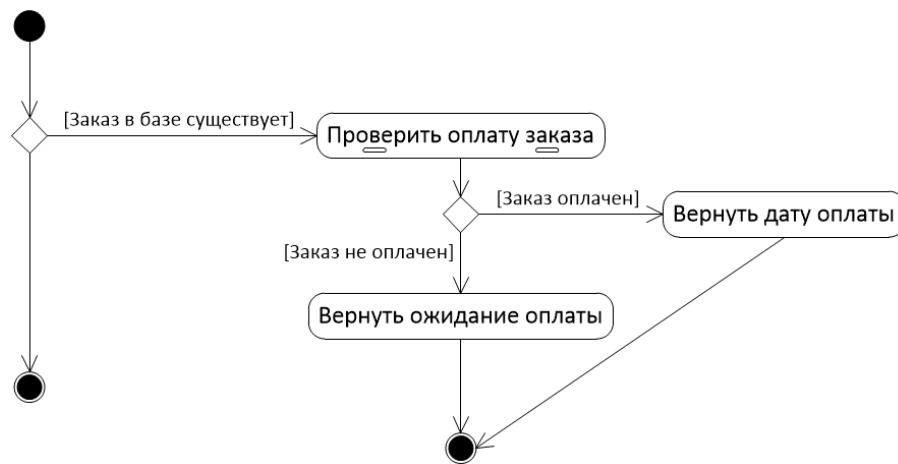 [Заказ в базе существует]
Проверить оплату заказа
[Заказ оплачен]
Вернуть дату оплаты
[Заказ не оплачен]
Вернуть ожидание оплаты